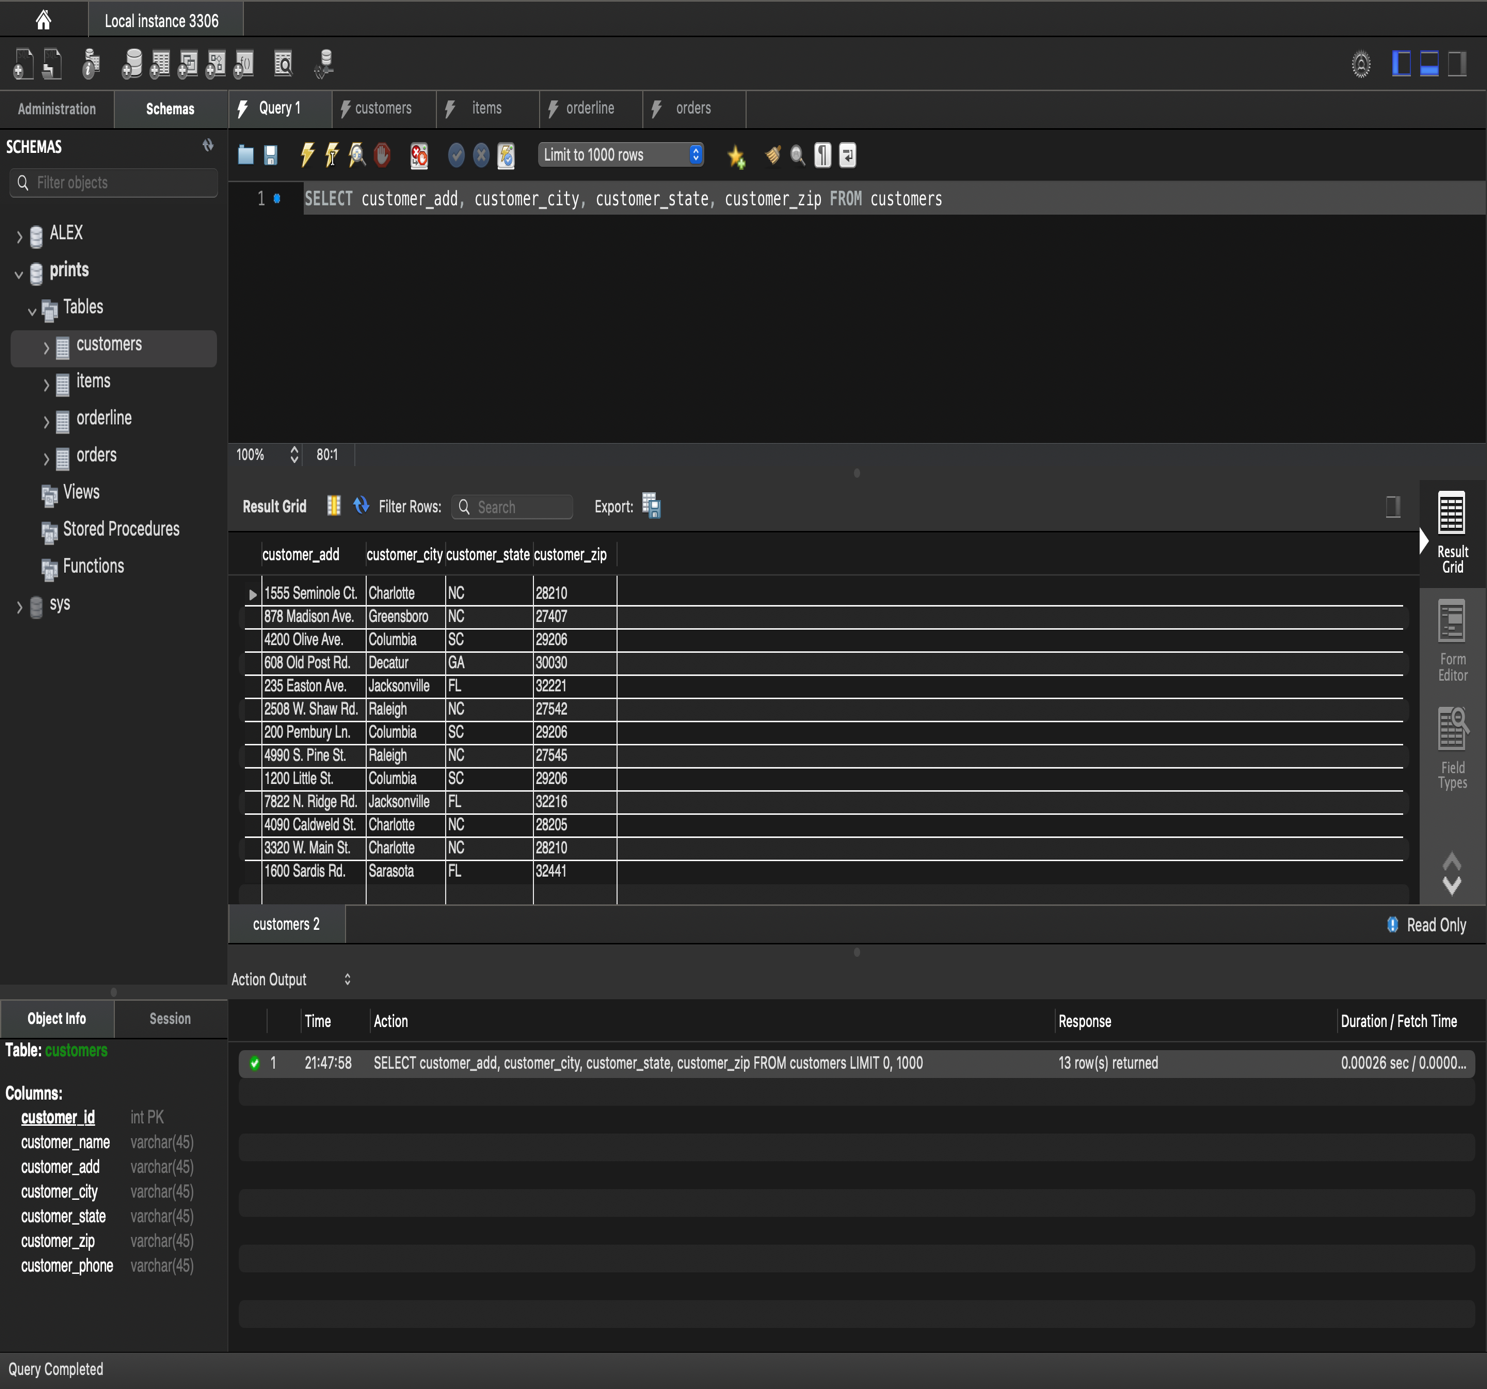 Local instance 3306
Administration Schemas Query 1 customers items orderline orders
SCHEMAS
Filter objects
Limit to 1000 rows
1 SELECT customer_add, customer_city, customer_state, customer_zip FROM customers
ALEX
prints
Tables
customers
items
orderline
orders
Views
Stored Procedures
Functions
sys
100% 80:1
Result Grid Filter Rows: Search Export:
customer_add customer_city customer_state customer_zip
1555 Seminole Ct. Charlotte NC 28210
878 Madison Ave. Greensboro NC 27407
4200 Olive Ave. Columbia SC 29206
608 Old Post Rd. Decatur GA 30030
235 Easton Ave. Jacksonville FL 32221
2508 W. Shaw Rd. Raleigh NC 27542
200 Pembury Ln. Columbia SC 29206
4990 S. Pine St. Raleigh NC 27545
1200 Little St. Columbia SC 29206
7822 N. Ridge Rd. Jacksonville FL 32216
4090 Caldweld St. Charlotte NC 28205
3320 W. Main St. Charlotte NC 28210
1600 Sardis Rd. Sarasota FL 32441
Result
Grid
Form
Editor
Field
Types
customers 2 Read Only
Action Output
Time Action Response Duration / Fetch Time
1 21:47:58 SELECT customer_add, customer_city, customer_state, customer_zip FROM customers LIMIT 0, 1000 13 row(s) returned 0.00026 sec / 0.0000...
Object Info Session
Table: customers
Columns:
customer_id int PK
customer_name varchar(45)
customer_add varchar(45)
customer_city varchar(45)
customer_state varchar(45)
customer_zip varchar(45)
customer_phone varchar(45)
Query Completed